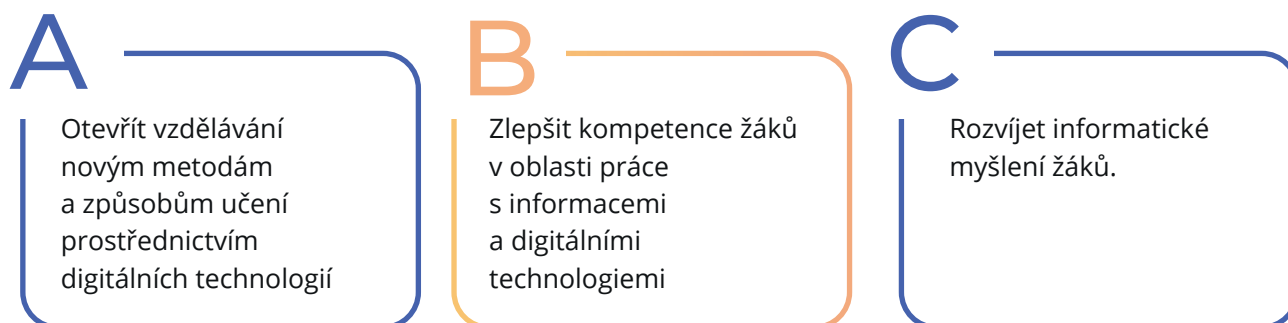 A
Otevřít vzdělávání
novým metodám
a způsobům učení
prostřednictvím
digitálních technologií
B
Zlepšit kompetence žáků
v oblasti práce
s informacemi
a digitálními
technologiemi
C
Rozvíjet informatické
myšlení žáků.